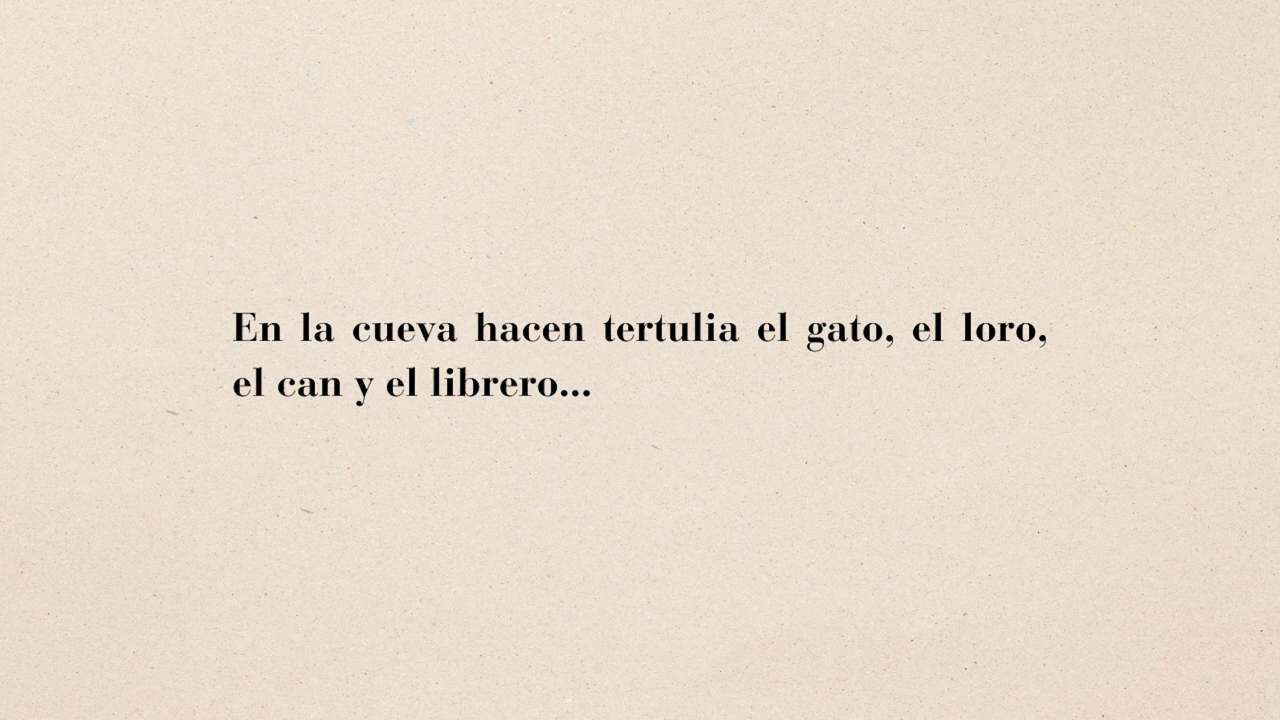 En la cueva hacen tertulia el gato, el loro,
el can y el librero...